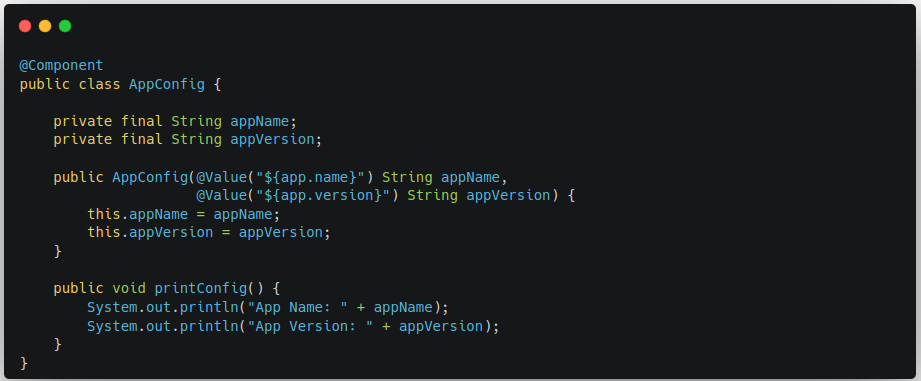 @Component
public class AppConfig {
    private final String appName;
    private final String appVersion;
    public AppConfig(@Value("${app.name}") String appName,
                     @Value("${app.version}") String appVersion) {
        this.appName = appName;
        this.appVersion = appVersion;
    }
    public void printConfig() {
        System.out.println("App Name: " + appName);
        System.out.println("App Version: " + appVersion);
    }
}